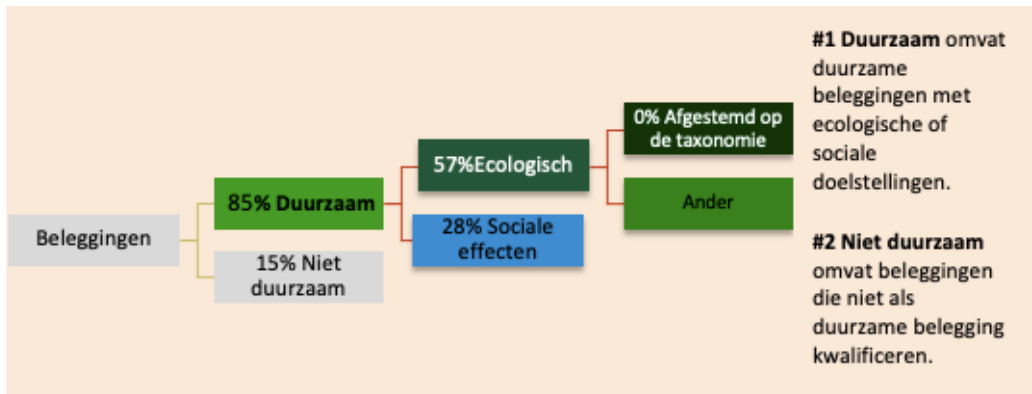 Beleggingen
85% Duurzaam
15% Niet
duurzaam
57%Ecologisch
28% Sociale
effecten
0% Afgestemd op
de taxonomie
Ander
#1 Duurzaam omvat
duurzame
beleggingen met
ecologische of
sociale
doelstellingen.
#2 Niet duurzaam
omvat beleggingen
die niet als
duurzame belegging
kwalificeren.